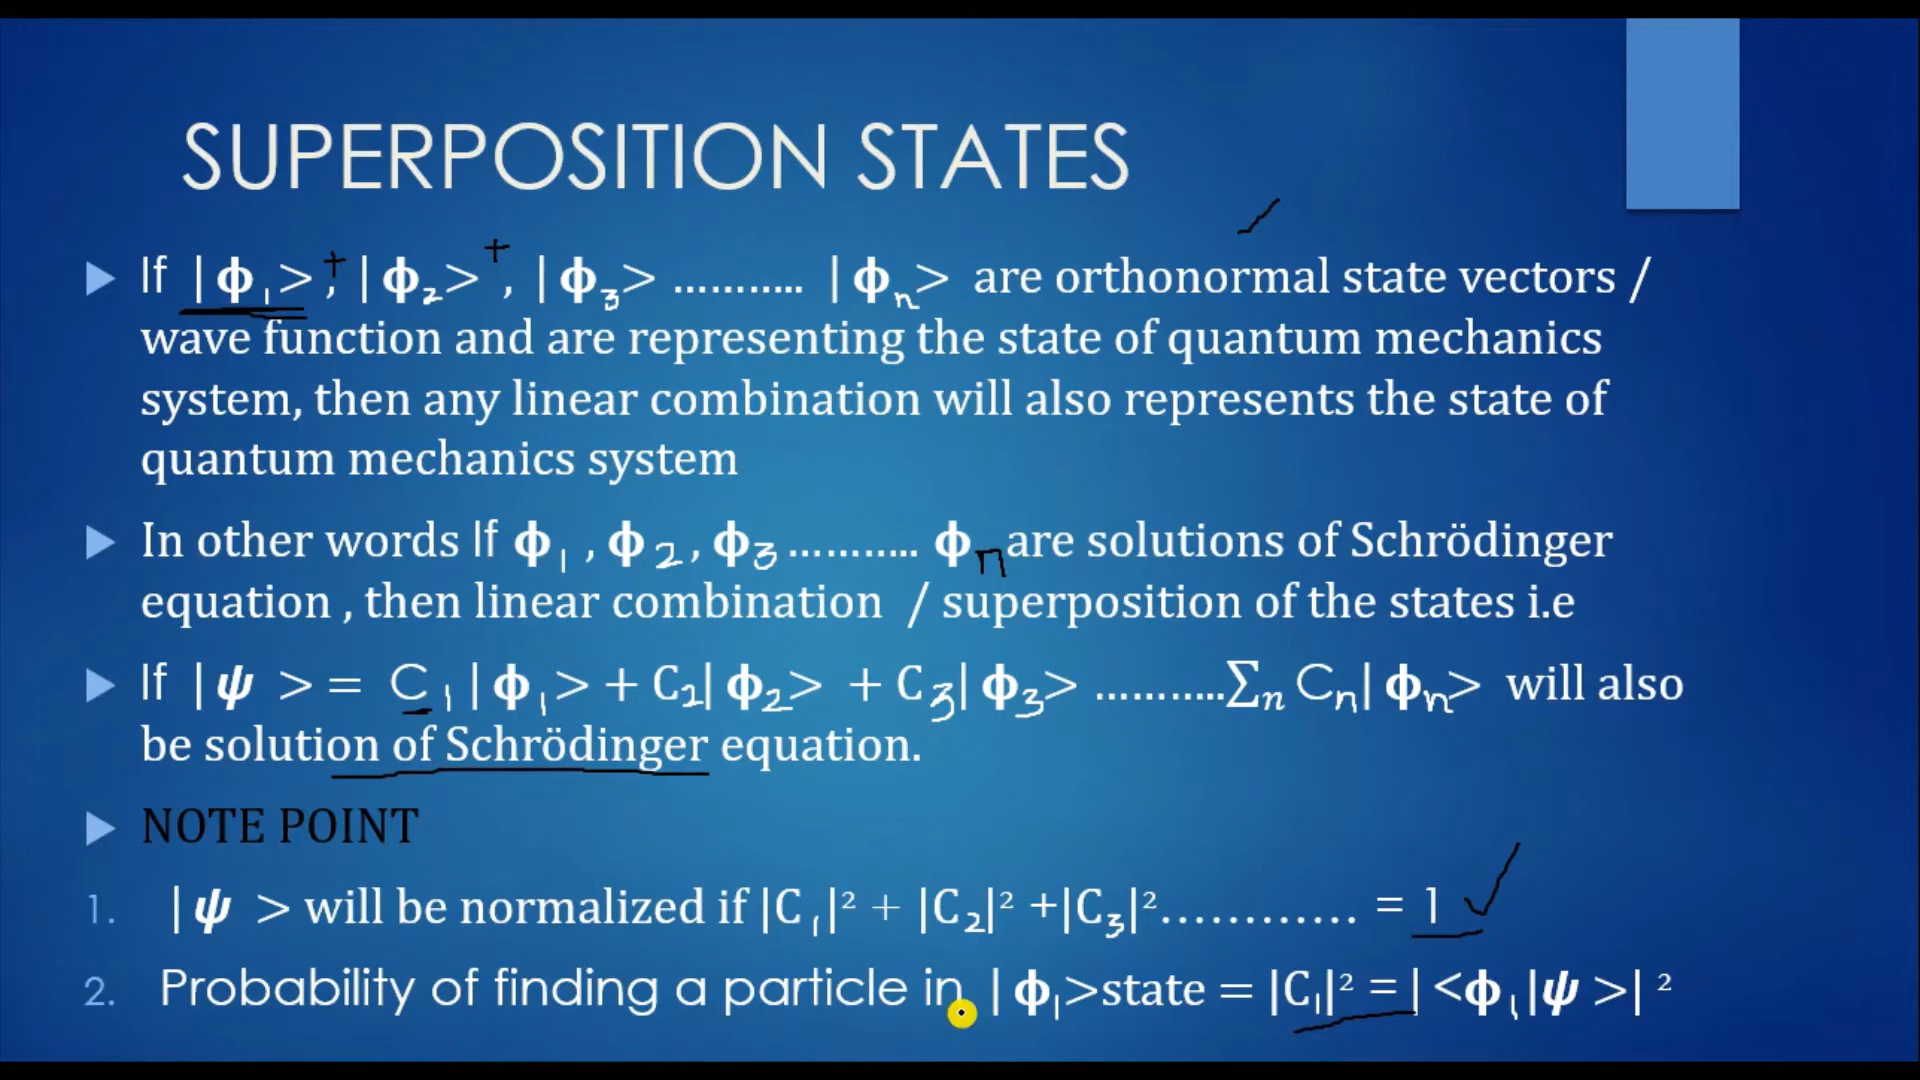 SUPERPOSITION STATES
If |ϕ₁>⁺, |ϕ₂>⁺, |ϕ₃> ........... |ϕₙ> are orthonormal state vectors /
wave function and are representing the state of quantum mechanics
system, then any linear combination will also represents the state of
quantum mechanics system
In other words If ϕ₁ , ϕ₂, ϕ₃ ........... ϕₙ are solutions of Schrödinger
equation , then linear combination / superposition of the states i.e
If |ψ > = C₁|ϕ₁> + C₂|ϕ₂> + C₃|ϕ₃> ...........∑ₙ Cₙ|ϕₙ> will also
be solution of Schrödinger equation.
NOTE POINT
1. |ψ > will be normalized if |C₁|² + |C₂|² +|C₃|²............ = 1 ✓
2. Probability of finding a particle in |ϕ₁>state = |C₁|² = | <ϕ₁|ψ >| ²